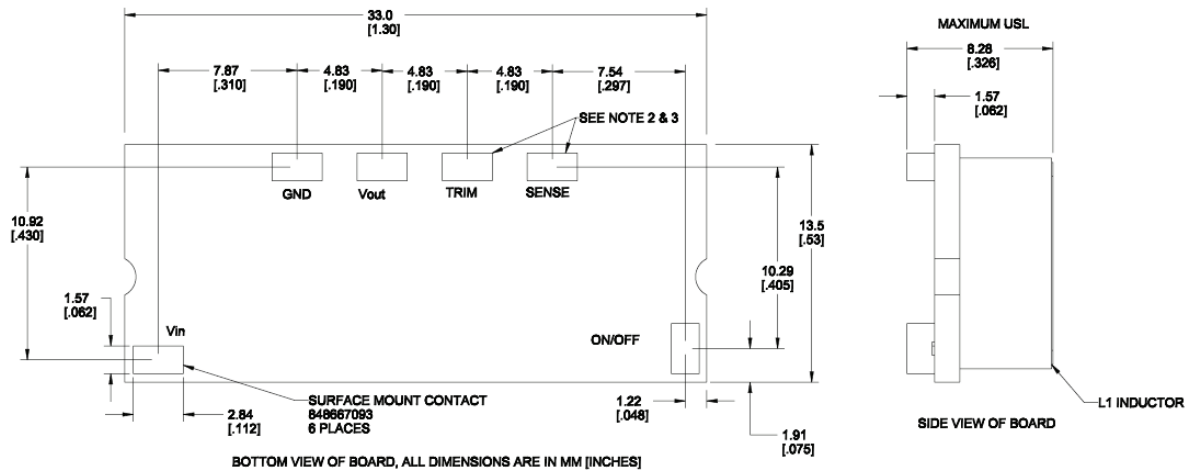 33.0
[1.30]
MAXIMUM USL
8.28
[.326]
7.87
[.310]
4.83
[.190]
4.83
[.190]
4.83
[.190]
7.54
[.297]
1.57
[.062]
SEE NOTE 2 & 3
GND
Vout
TRIM
SENSE
10.92
[.430]
13.5
[.53]
10.29
[.405]
1.57
[.062]
Vin
ON/OFF
SURFACE MOUNT CONTACT
848667093
6 PLACES
2.84
[.112]
1.22
[.048]
1.91
[.075]
L1 INDUCTOR
SIDE VIEW OF BOARD
BOTTOM VIEW OF BOARD, ALL DIMENSIONS ARE IN MM [INCHES]